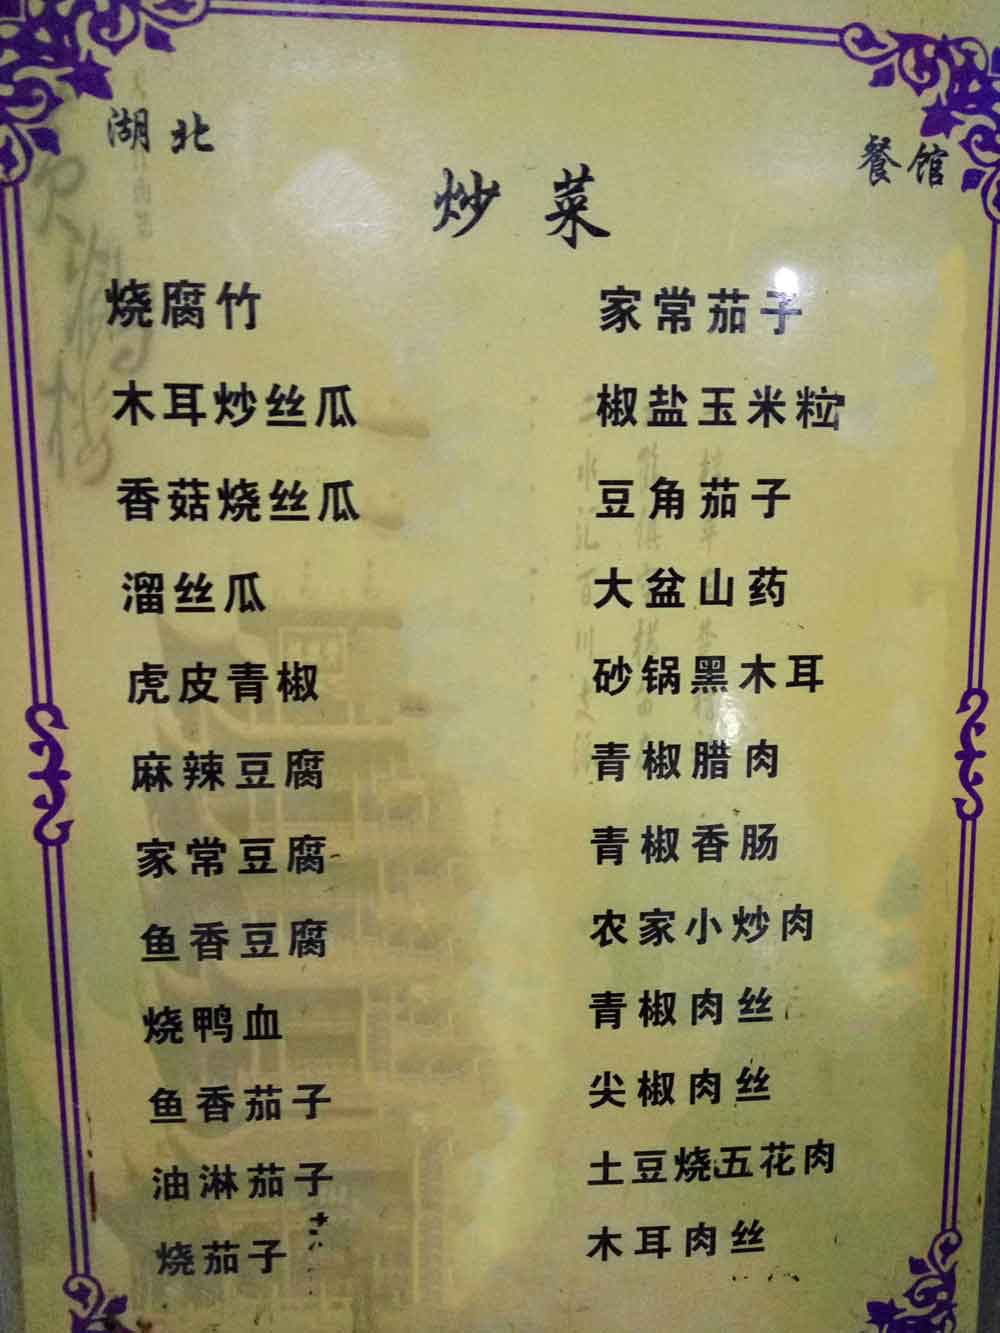 湖北
餐馆
炒菜
烧腐竹
木耳炒丝瓜
香菇烧丝瓜
溜丝瓜
虎皮青椒
麻辣豆腐
家常豆腐
鱼香豆腐
烧鸭血
鱼香茄子
油淋茄子
烧茄子
家常茄子
椒盐玉米粒
豆角茄子
大盆山药
砂锅黑木耳
青椒腊肉
青椒香肠
农家小炒肉
青椒肉丝
尖椒肉丝
土豆烧五花肉
木耳肉丝